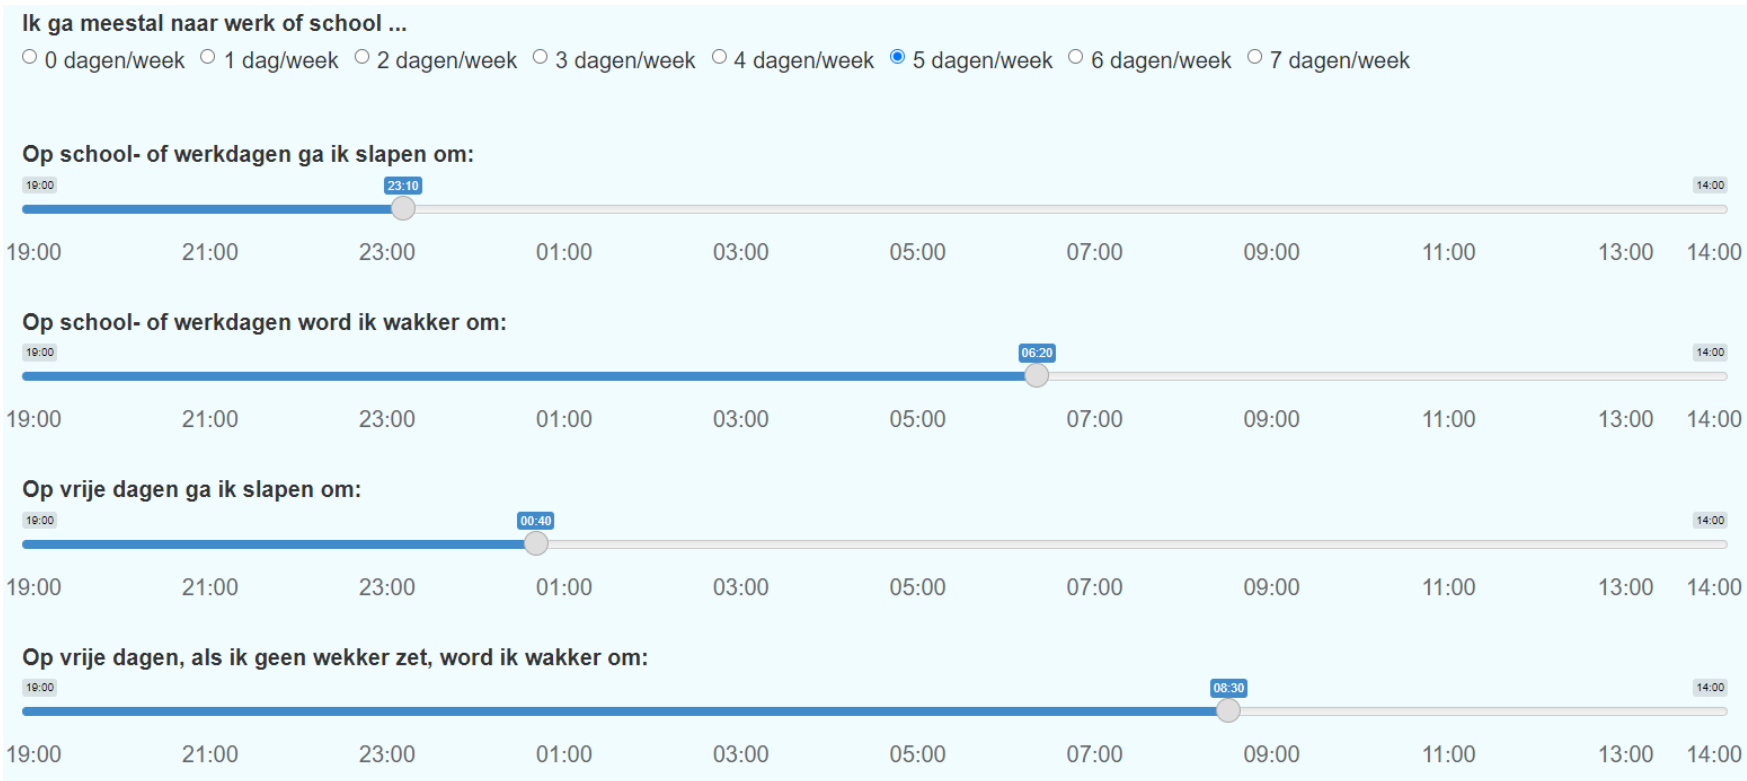 Ik ga meestal naar werk of school ...
0 dagen/week 1 dag/week 2 dagen/week 3 dagen/week 4 dagen/week 5 dagen/week 6 dagen/week 7 dagen/week
Op school- of werkdagen ga ik slapen om:
19:00 23:10 14:00
19:00 21:00 23:00 01:00 03:00 05:00 07:00 09:00 11:00 13:00 14:00
Op school- of werkdagen word ik wakker om:
19:00 06:20 14:00
19:00 21:00 23:00 01:00 03:00 05:00 07:00 09:00 11:00 13:00 14:00
Op vrije dagen ga ik slapen om:
19:00 00:40 14:00
19:00 21:00 23:00 01:00 03:00 05:00 07:00 09:00 11:00 13:00 14:00
Op vrije dagen, als ik geen wekker zet, word ik wakker om:
19:00 08:30 14:00
19:00 21:00 23:00 01:00 03:00 05:00 07:00 09:00 11:00 13:00 14:00